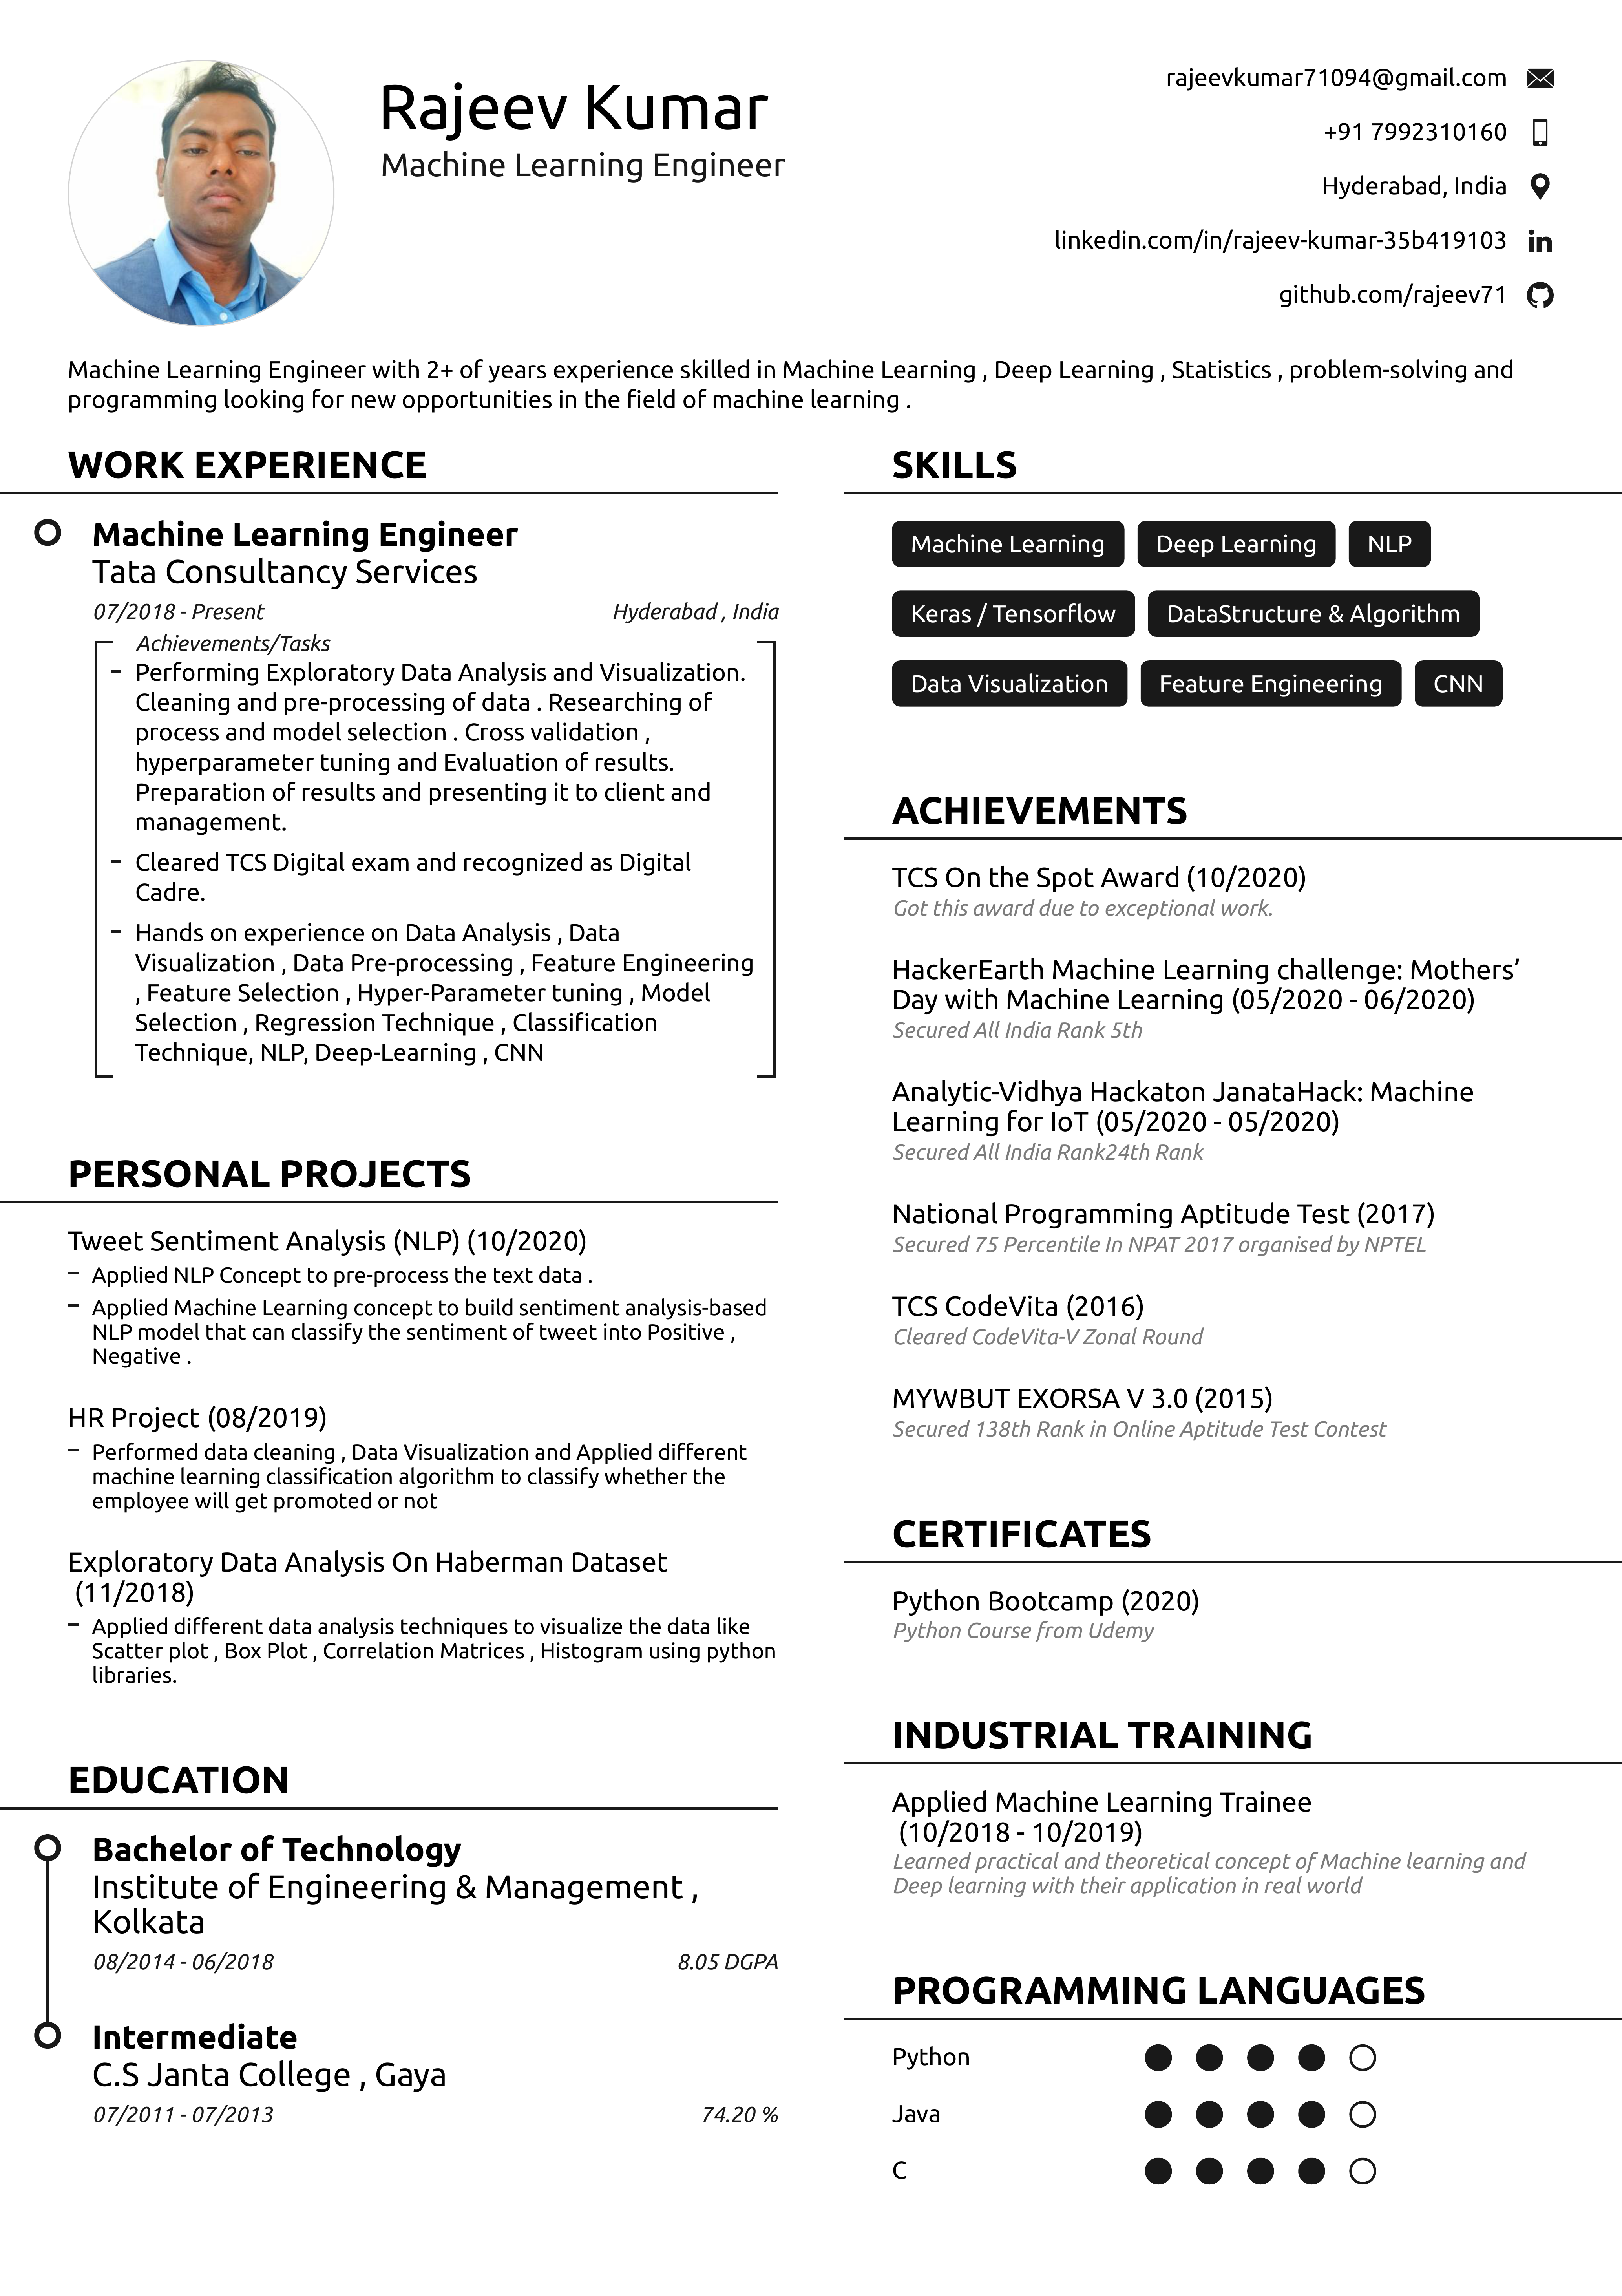 Rajeev Kumar
Machine Learning Engineer
rajeevkumar71094@gmail.com
+91 7992310160
Hyderabad, India
linkedin.com/in/rajeev-kumar-35b419103
github.com/rajeev71
Machine Learning Engineer with 2+ of years experience skilled in Machine Learning , Deep Learning , Statistics , problem-solving and
programming looking for new opportunities in the field of machine learning .
WORK EXPERIENCE
Machine Learning Engineer
Tata Consultancy Services
07/2018 - Present Hyderabad , India
Achievements/Tasks
– Performing Exploratory Data Analysis and Visualization.
Cleaning and pre-processing of data . Researching of
process and model selection . Cross validation ,
hyperparameter tuning and Evaluation of results.
Preparation of results and presenting it to client and
management.
– Cleared TCS Digital exam and recognized as Digital
Cadre.
– Hands on experience on Data Analysis , Data
Visualization , Data Pre-processing , Feature Engineering
, Feature Selection , Hyper-Parameter tuning , Model
Selection , Regression Technique , Classification
Technique, NLP, Deep-Learning , CNN
PERSONAL PROJECTS
Tweet Sentiment Analysis (NLP) (10/2020)
– Applied NLP Concept to pre-process the text data .
– Applied Machine Learning concept to build sentiment analysis-based
NLP model that can classify the sentiment of tweet into Positive ,
Negative .
HR Project (08/2019)
– Performed data cleaning , Data Visualization and Applied different
machine learning classification algorithm to classify whether the
employee will get promoted or not
Exploratory Data Analysis On Haberman Dataset
(11/2018)
– Applied different data analysis techniques to visualize the data like
Scatter plot , Box Plot , Correlation Matrices , Histogram using python
libraries.
EDUCATION
Bachelor of Technology
Institute of Engineering & Management ,
Kolkata
08/2014 - 06/2018 8.05 DGPA
Intermediate
C.S Janta College , Gaya
07/2011 - 07/2013 74.20 %
SKILLS
Machine Learning Deep Learning NLP
Keras / Tensorflow DataStructure & Algorithm
Data Visualization Feature Engineering CNN
ACHIEVEMENTS
TCS On the Spot Award (10/2020)
Got this award due to exceptional work.
HackerEarth Machine Learning challenge: Mothers’
Day with Machine Learning (05/2020 - 06/2020)
Secured All India Rank 5th
Analytic-Vidhya Hackaton JanataHack: Machine
Learning for IoT (05/2020 - 05/2020)
Secured All India Rank24th Rank
National Programming Aptitude Test (2017)
Secured 75 Percentile In NPAT 2017 organised by NPTEL
TCS CodeVita (2016)
Cleared CodeVita-V Zonal Round
MYWBUT EXORSA V 3.0 (2015)
Secured 138th Rank in Online Aptitude Test Contest
CERTIFICATES
Python Bootcamp (2020)
Python Course from Udemy
INDUSTRIAL TRAINING
Applied Machine Learning Trainee
(10/2018 - 10/2019)
Learned practical and theoretical concept of Machine learning and
Deep learning with their application in real world
PROGRAMMING LANGUAGES
Python
Java
C